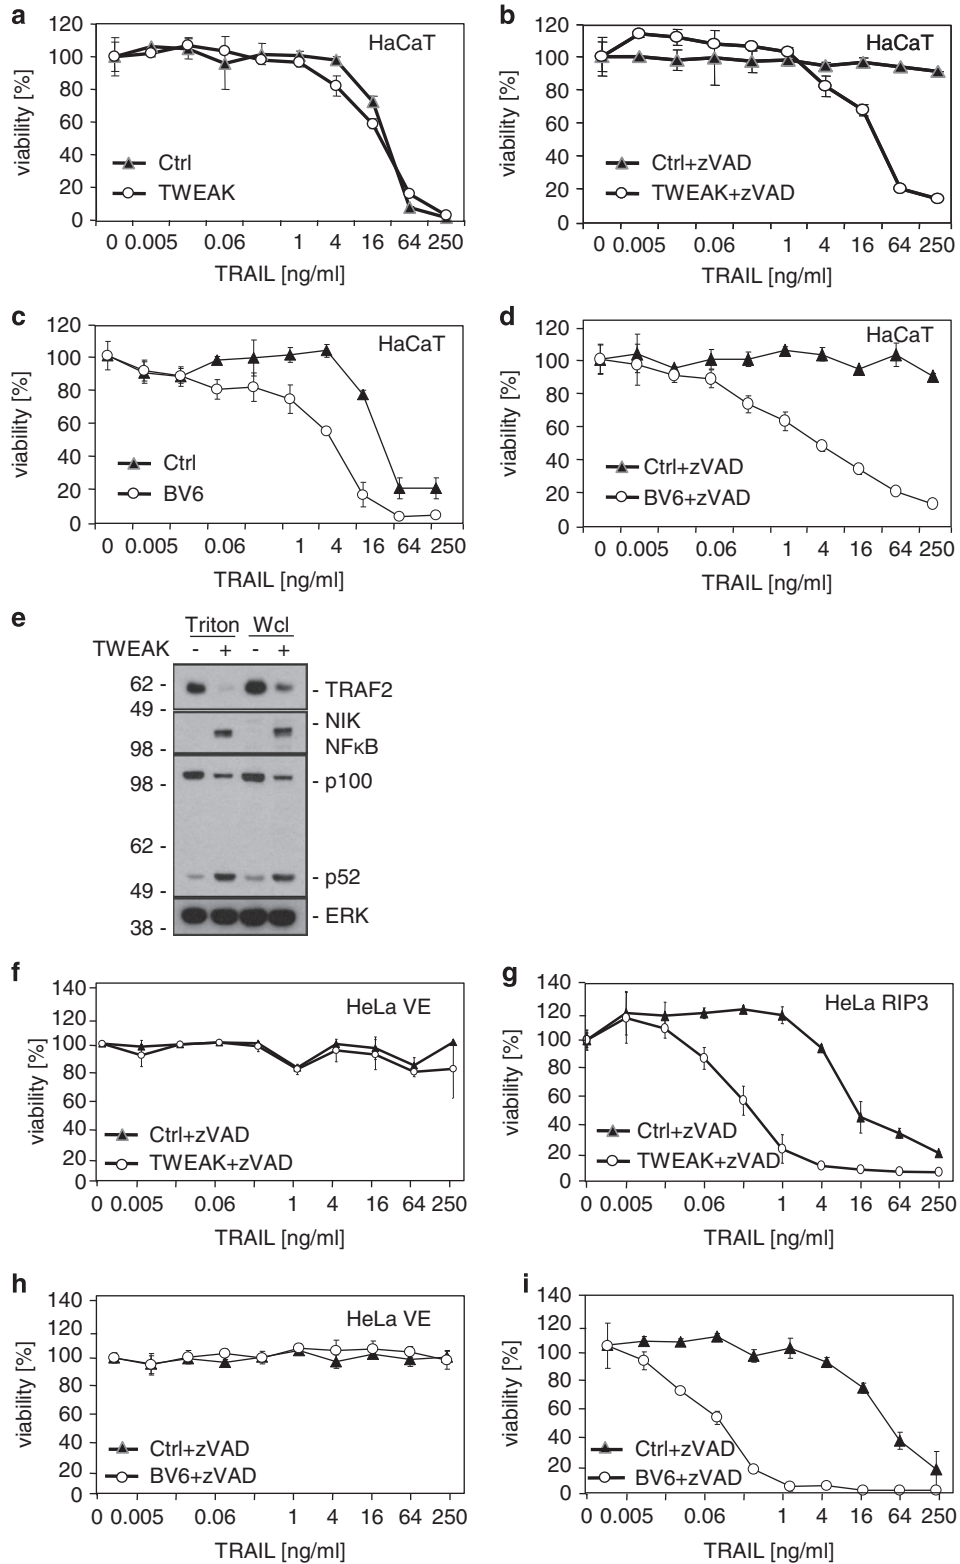 a
120
100
80
60
40
20
0
viability [%]
HaCaT
Ctrl
TWEAK
0 0.005 0.06 1 4 16 64 250
TRAIL [ng/ml]
b
120
100
80
60
40
20
0
viability [%]
HaCaT
Ctrl+zVAD
TWEAK+zVAD
0 0.005 0.06 1 4 16 64 250
TRAIL [ng/ml]
c
120
100
80
60
40
20
0
viability [%]
HaCaT
Ctrl
BV6
0 0.005 0.06 1 4 16 64 250
TRAIL [ng/ml]
d
120
100
80
60
40
20
0
viability [%]
HaCaT
Ctrl+zVAD
BV6+zVAD
0 0.005 0.06 1 4 16 64 250
TRAIL [ng/ml]
e
Triton Wcl
TWEAK - + - +
62 -
- TRAF2
49 -
- NIK
98 -
NFκB
98 -
- p100
62 -
- p52
49 -
- ERK
38 -
f
140
120
100
80
60
40
20
0
viability [%]
HeLa VE
Ctrl+zVAD
TWEAK+zVAD
0 0.005 0.06 1 4 16 64 250
TRAIL [ng/ml]
g
140
120
100
80
60
40
20
0
viability [%]
HeLa RIP3
Ctrl+zVAD
TWEAK+zVAD
0 0.005 0.06 1 4 16 64 250
TRAIL [ng/ml]
h
140
120
100
80
60
40
20
0
viability [%]
HeLa VE
Ctrl+zVAD
BV6+zVAD
0 0.005 0.06 1 4 16 64 250
TRAIL [ng/ml]
i
140
120
100
80
60
40
20
0
viability [%]
Ctrl+zVAD
BV6+zVAD
0 0.005 0.06 1 4 16 64 250
TRAIL [ng/ml]